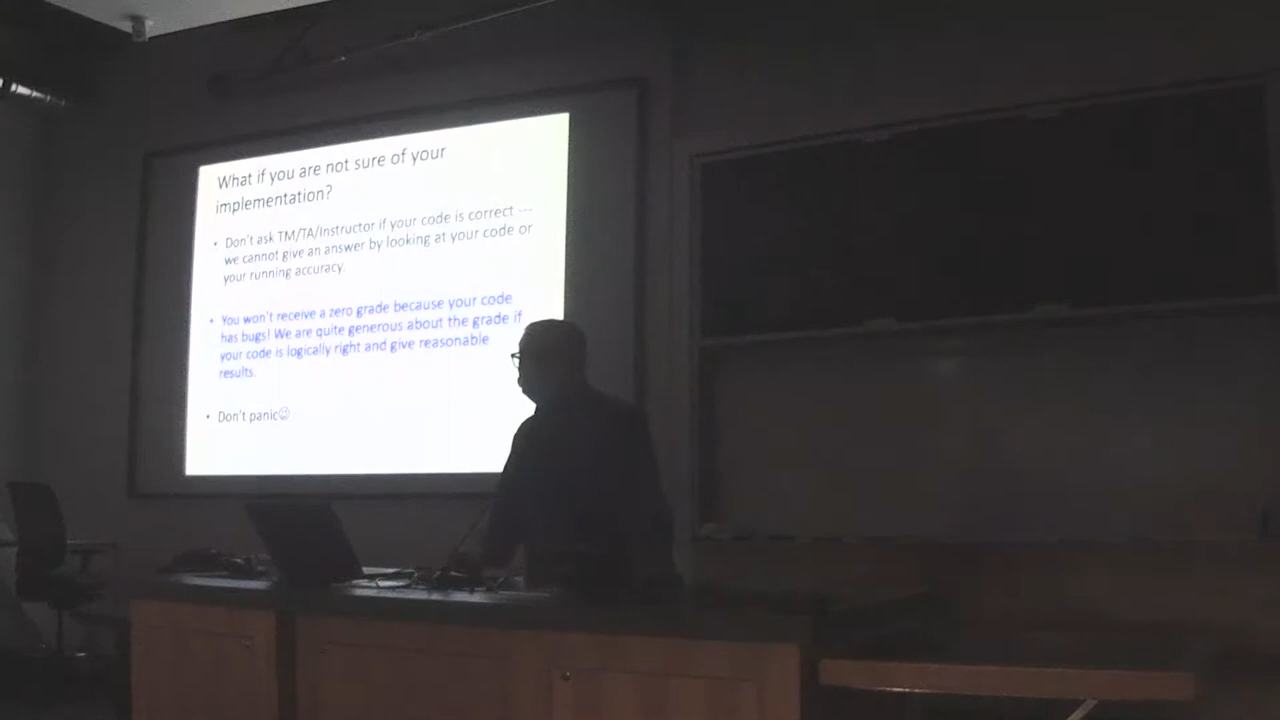 What if you are not sure of your
implementation?
• Don't ask TM/TA/Instructor if your code is correct ---
we cannot give an answer by looking at your code or
your running accuracy.
• You won't receive a zero grade because your code
has bugs! We are quite generous about the grade if
your code is logically right and give reasonable
results.
• Don't panic☺